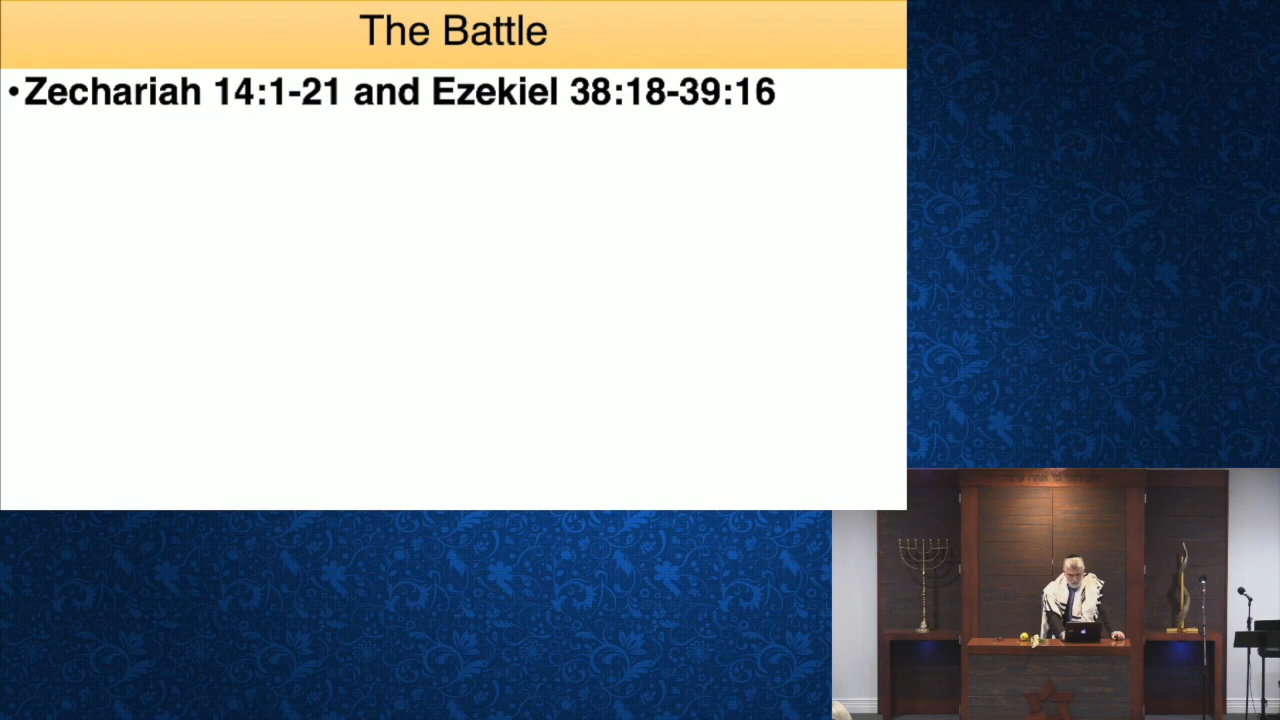 The Battle
•Zechariah 14:1-21 and Ezekiel 38:18-39:16